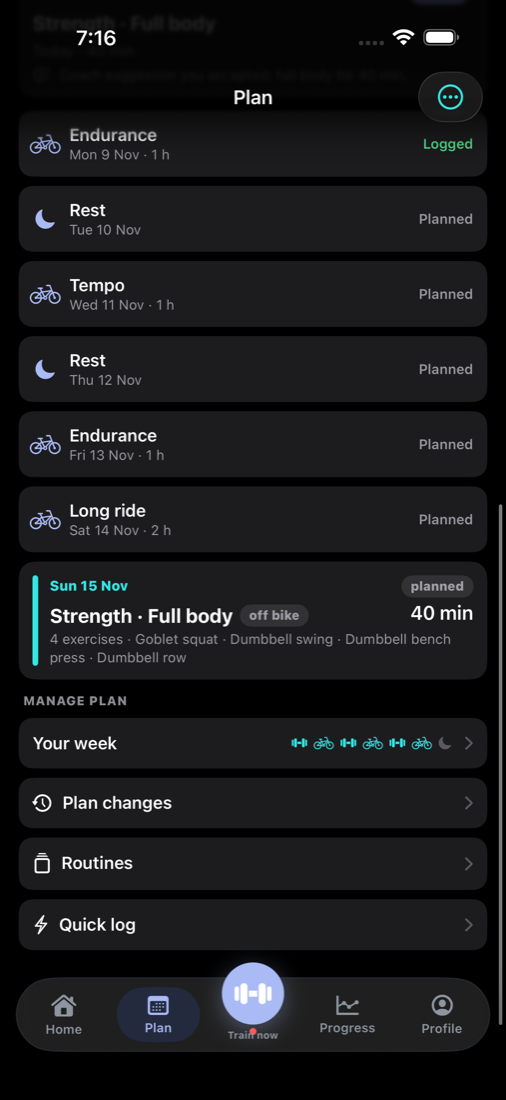 Strength · Full body
7:16
Plan
Endurance
Mon 9 Nov · 1 h
Logged
Rest
Tue 10 Nov
Planned
Tempo
Wed 11 Nov · 1 h
Planned
Rest
Thu 12 Nov
Planned
Endurance
Fri 13 Nov · 1 h
Planned
Long ride
Sat 14 Nov · 2 h
Planned
Sun 15 Nov
planned
Strength · Full body
off bike
40 min
4 exercises · Goblet squat · Dumbbell swing · Dumbbell bench
press · Dumbbell row
MANAGE PLAN
Your week
Plan changes
Routines
Quick log
Home
Plan
Train now
Progress
Profile